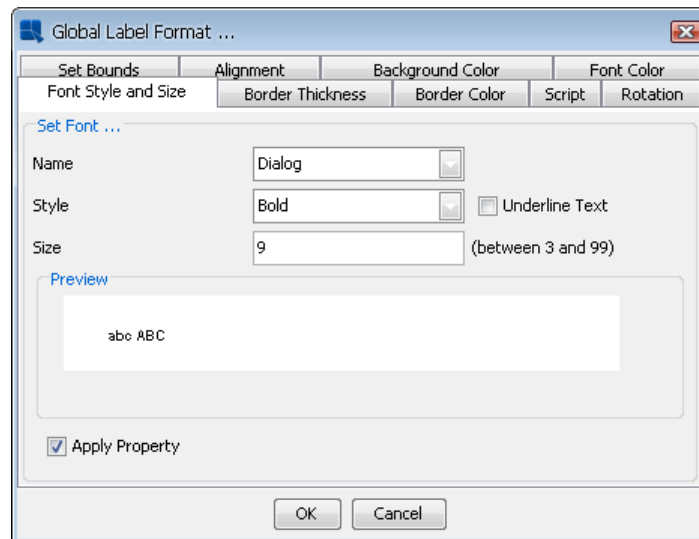 Global Label Format ...
Set Bounds Alignment Background Color Font Color
Font Style and Size Border Thickness Border Color Script Rotation
Set Font ...
Name Dialog
Style Bold Underline Text
Size 9 (between 3 and 99)
Preview
abc ABC
Apply Property
OK Cancel